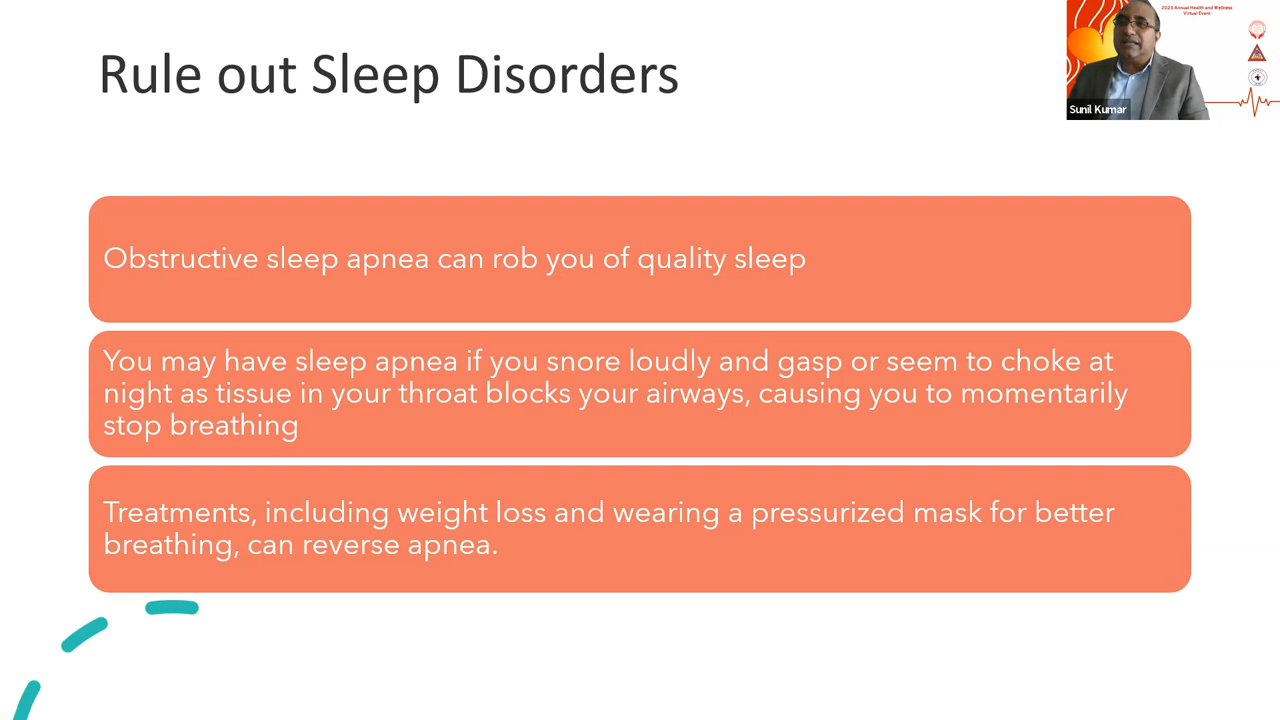 2023 Annual Health and Wellness
Virtual Event
Sunil Kumar
Rule out Sleep Disorders
Obstructive sleep apnea can rob you of quality sleep
You may have sleep apnea if you snore loudly and gasp or seem to choke at
night as tissue in your throat blocks your airways, causing you to momentarily
stop breathing
Treatments, including weight loss and wearing a pressurized mask for better
breathing, can reverse apnea.